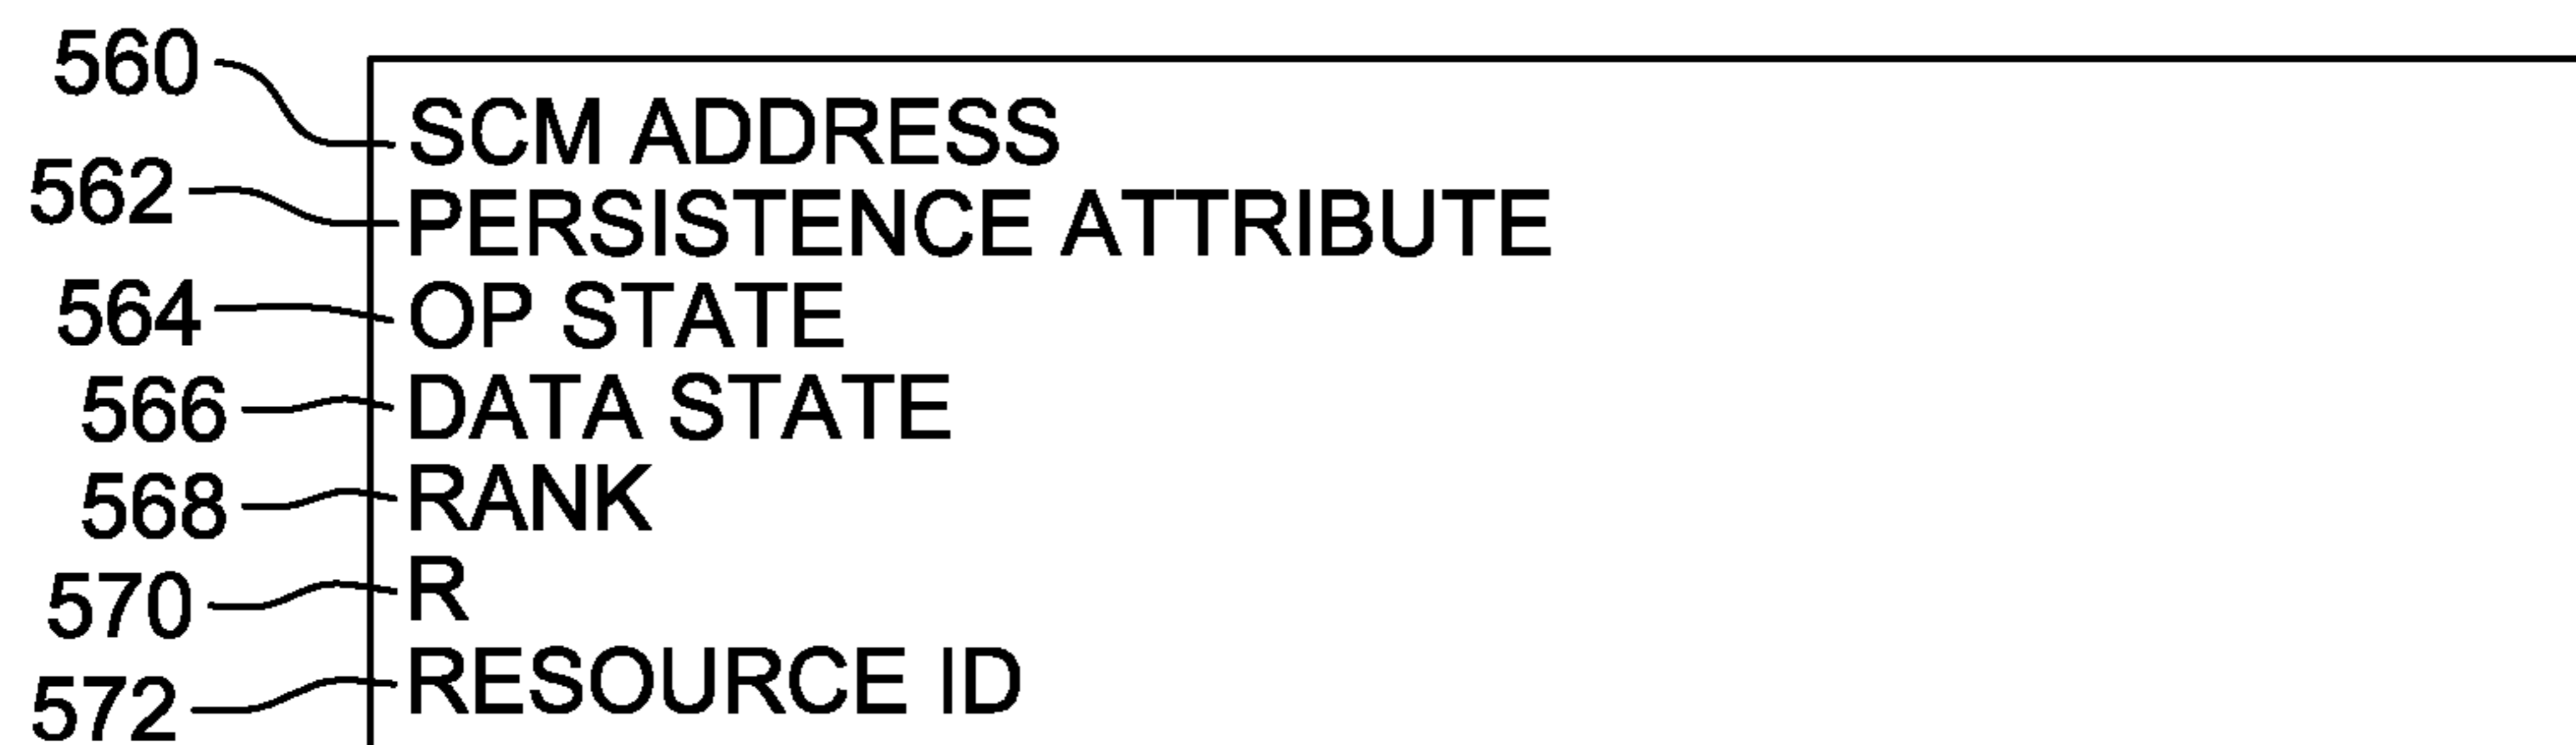 560 SCM ADDRESS
562 PERSISTENCE ATTRIBUTE
564 OP STATE
566 DATA STATE
568 RANK
570 R
572 RESOURCE ID